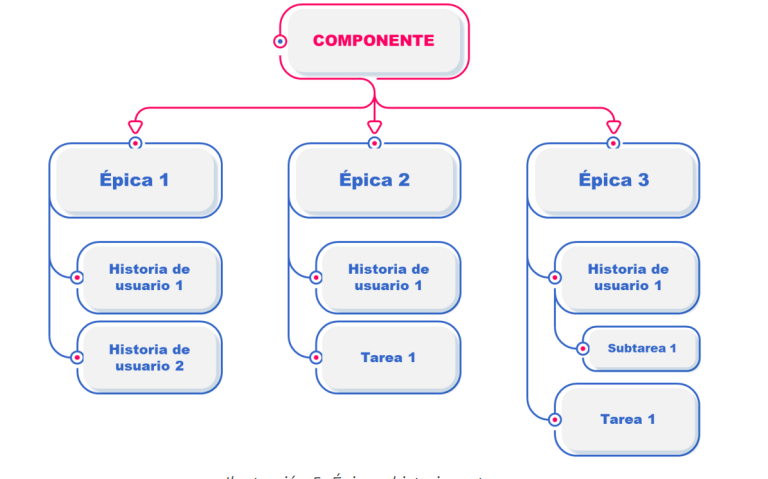 COMPONENTE
Épica 1
Épica 2
Épica 3
Historia de
usuario 1
Historia de
usuario 1
Historia de
usuario 1
Historia de
usuario 2
Tarea 1
Subtarea 1
Tarea 1